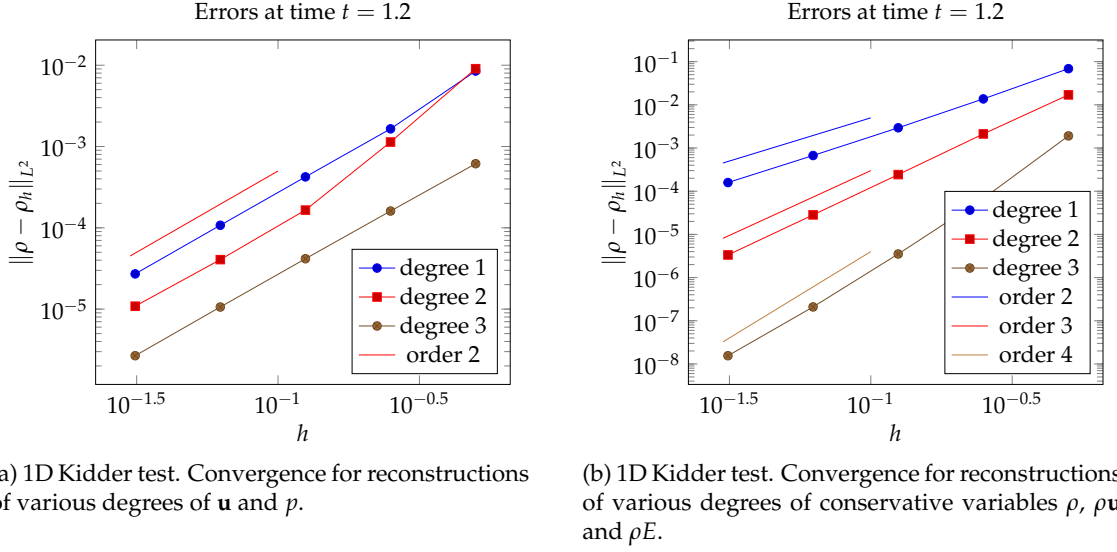 Errors at time t = 1.2
10^−2
10^−3
10^−4
10^−5
‖ρ − ρ_h‖_{L^2}
degree 1
degree 2
degree 3
order 2
10^−1.5
10^−1
10^−0.5
h
(a) 1D Kidder test. Convergence for reconstructions
of various degrees of u and p.
Errors at time t = 1.2
10^−1
10^−2
10^−3
10^−4
10^−5
10^−6
10^−7
10^−8
‖ρ − ρ_h‖_{L^2}
degree 1
degree 2
degree 3
order 2
order 3
order 4
10^−1.5
10^−1
10^−0.5
h
(b) 1D Kidder test. Convergence for reconstructions
of various degrees of conservative variables ρ, ρu
and ρE.